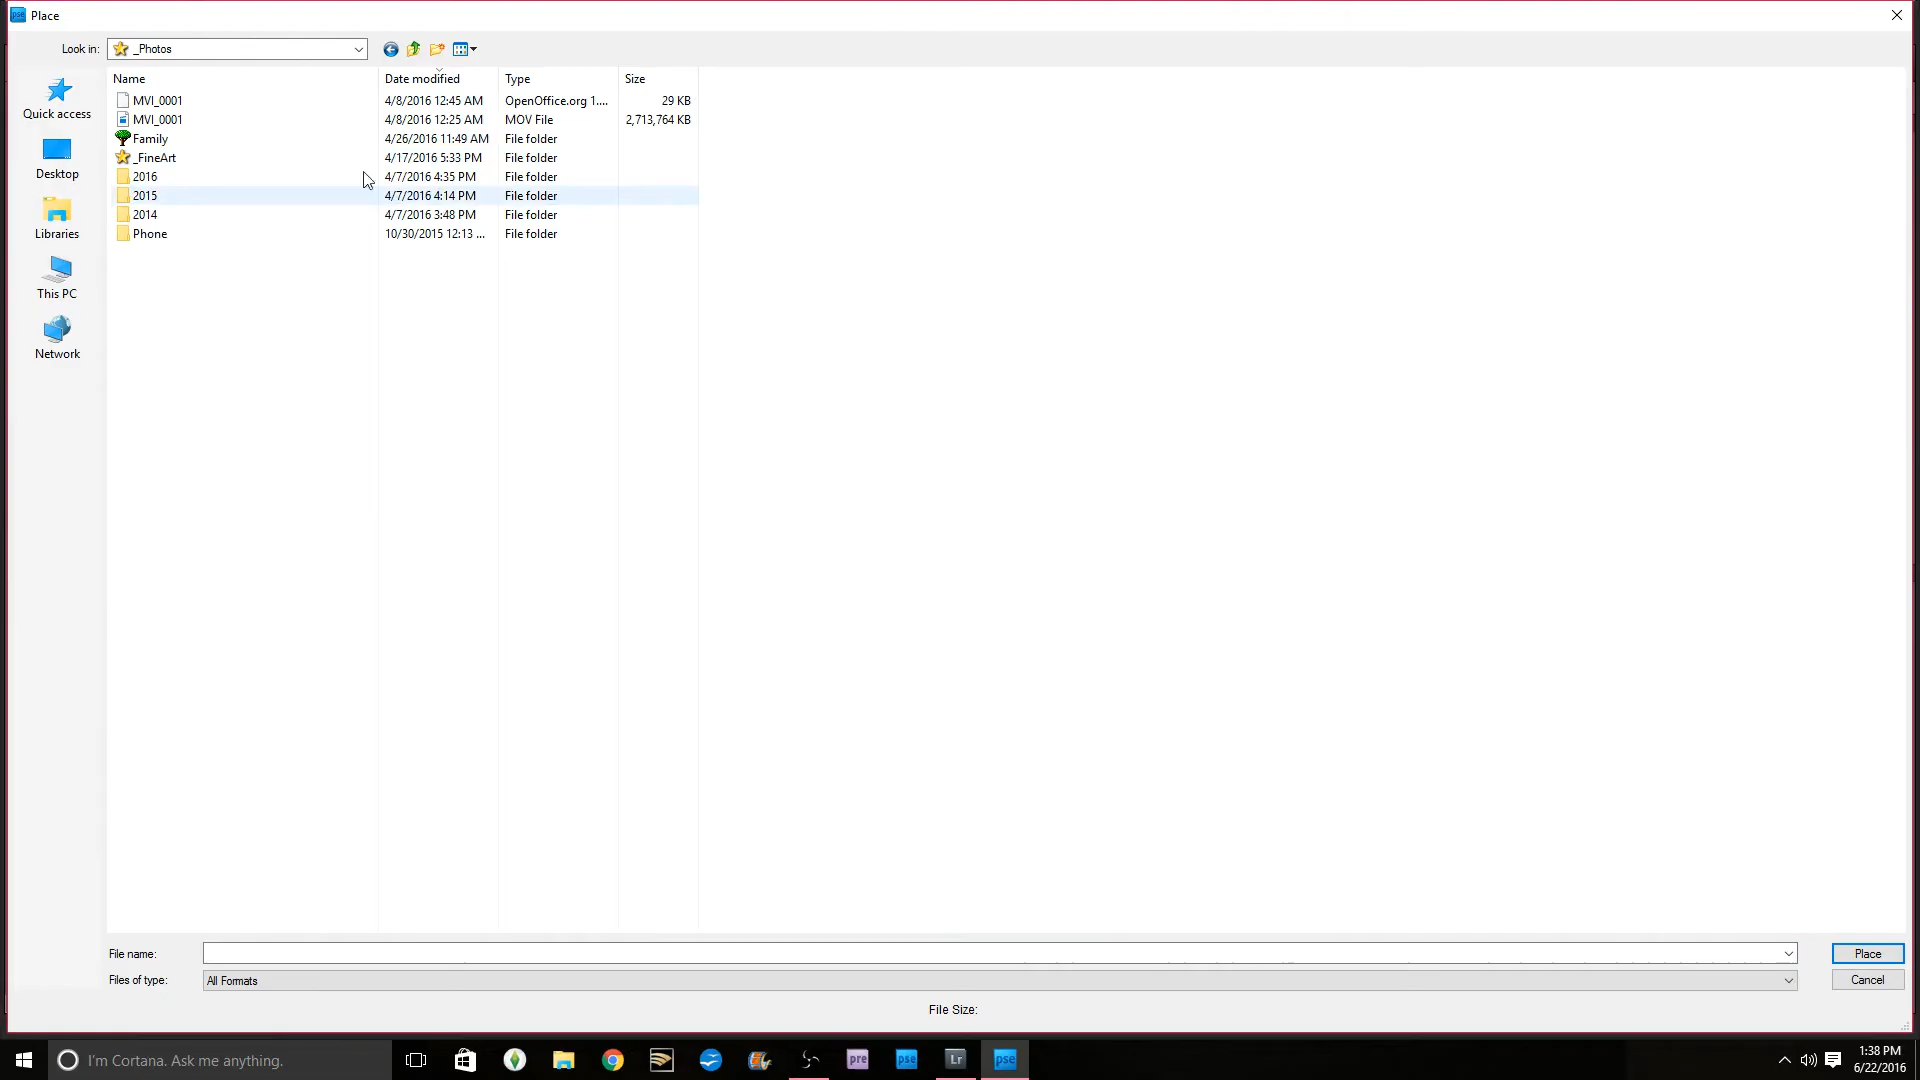 pse Place
Look in: _Photos
Name Date modified Type Size
MVI_0001 4/8/2016 12:45 AM OpenOffice.org 1.... 29 KB
MVI_0001 4/8/2016 12:25 AM MOV File 2,713,764 KB
Family 4/26/2016 11:49 AM File folder
_FineArt 4/17/2016 5:33 PM File folder
2016 4/7/2016 4:35 PM File folder
2015 4/7/2016 4:14 PM File folder
2014 4/7/2016 3:48 PM File folder
Phone 10/30/2015 12:13 ... File folder
Quick access
Desktop
Libraries
This PC
Network
File name: Place
Files of type: All Formats Cancel
File Size:
I'm Cortana. Ask me anything. pre pse Lr pse 1:38 PM
6/22/2016